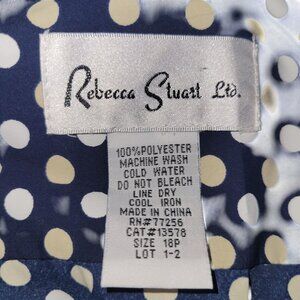 Rebecca Stuart Ltd.
100% POLYESTER
MACHINE WASH
COLD WATER
DO NOT BLEACH
LINE DRY
COOL IRON
MADE IN CHINA
RN#77256
CAT#13578
SIZE 18P
LOT 1-2